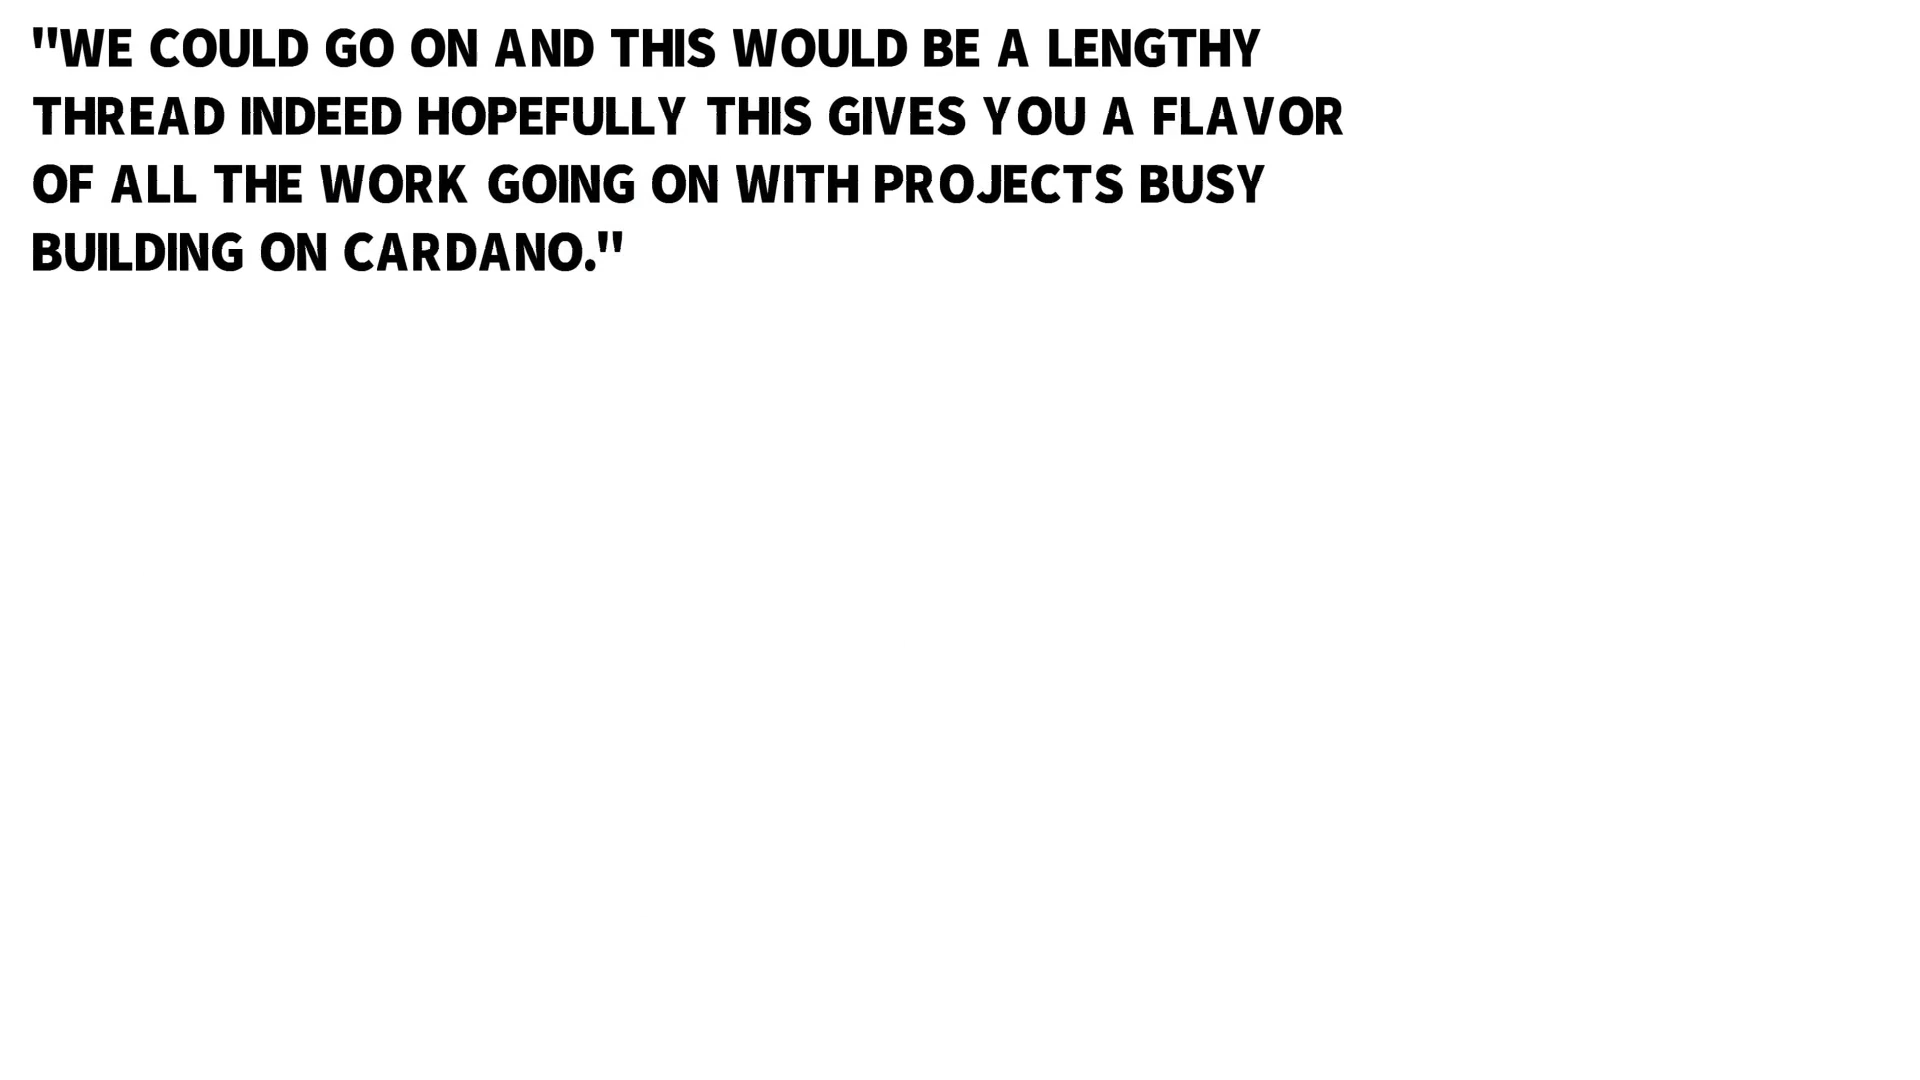 "WE COULD GO ON AND THIS WOULD BE A LENGTHY
THREAD INDEED HOPEFULLY THIS GIVES YOU A FLAVOR
OF ALL THE WORK GOING ON WITH PROJECTS BUSY
BUILDING ON CARDANO."